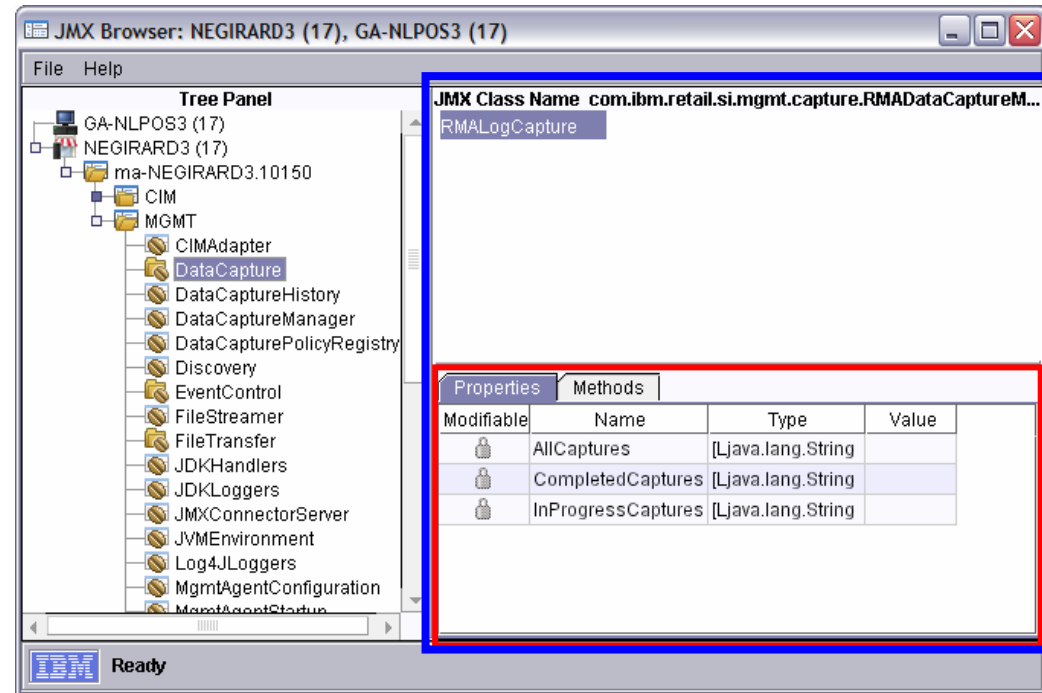 JMX Browser: NEGIRARD3 (17), GA-NLPOS3 (17)
File Help
Tree Panel
GA-NLPOS3 (17)
NEGIRARD3 (17)
ma-NEGIRARD3.10150
CIM
MGMT
CIMAdapter
DataCapture
DataCaptureHistory
DataCaptureManager
DataCapturePolicyRegistry
Discovery
EventControl
FileStreamer
FileTransfer
JDKHandlers
JDKLoggers
JMXConnectorServer
JVMEnvironment
Log4JLoggers
MgmtAgentConfiguration
MgmtAgentStartup
JMX Class Name com.ibm.retail.si.mgmt.capture.RMADataCaptureM...
RMALogCapture
Properties Methods
Modifiable Name Type Value
AllCaptures [Ljava.lang.String
CompletedCaptures [Ljava.lang.String
InProgressCaptures [Ljava.lang.String
IBM Ready